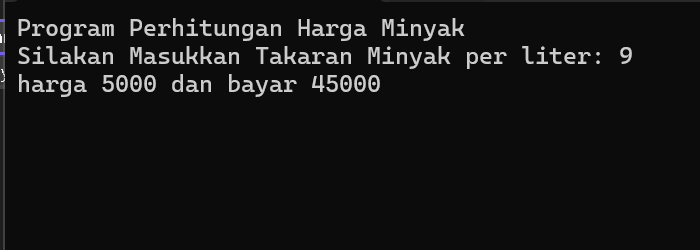 Program Perhitungan Harga Minyak
Silakan Masukkan Takaran Minyak per liter: 9
harga 5000 dan bayar 45000